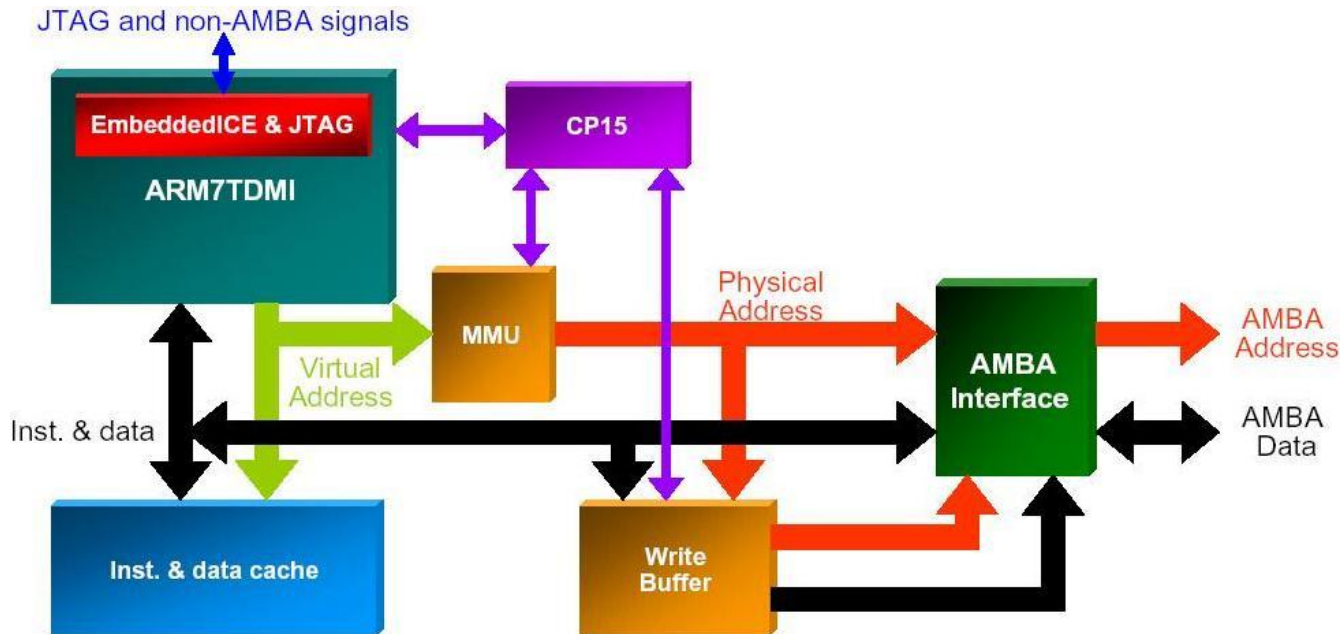 JTAG and non-AMBA signals
EmbeddedICE & JTAG
CP15
ARM7TDMI
Physical
Address
MMU
AMBA
Address
AMBA
Interface
Virtual
Address
Inst. & data
AMBA
Data
Inst. & data cache
Write
Buffer